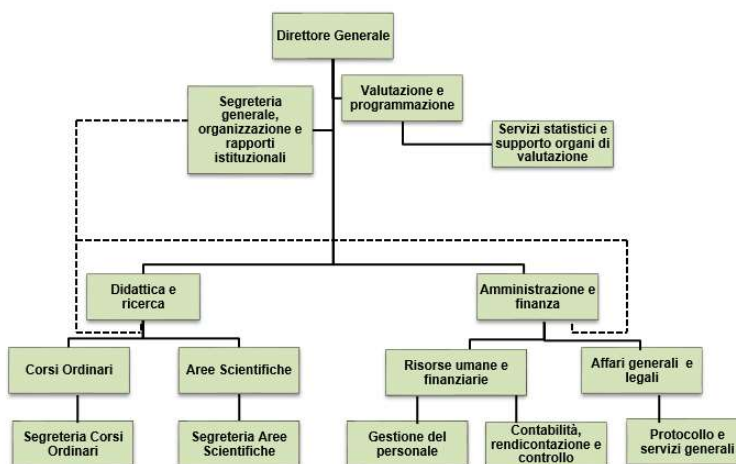 Direttore Generale
Segreteria
generale,
organizzazione e
rapporti
istituzionali
Valutazione e
programmazione
Servizi statistici e
supporto organi di
valutazione
Didattica e
ricerca
Amministrazione e
finanza
Corsi Ordinari
Aree Scientifiche
Risorse umane e
finanziarie
Affari generali e
legali
Segreteria Corsi
Ordinari
Segreteria Aree
Scientifiche
Gestione del
personale
Contabilità,
rendicontazione e
controllo
Protocollo e
servizi generali